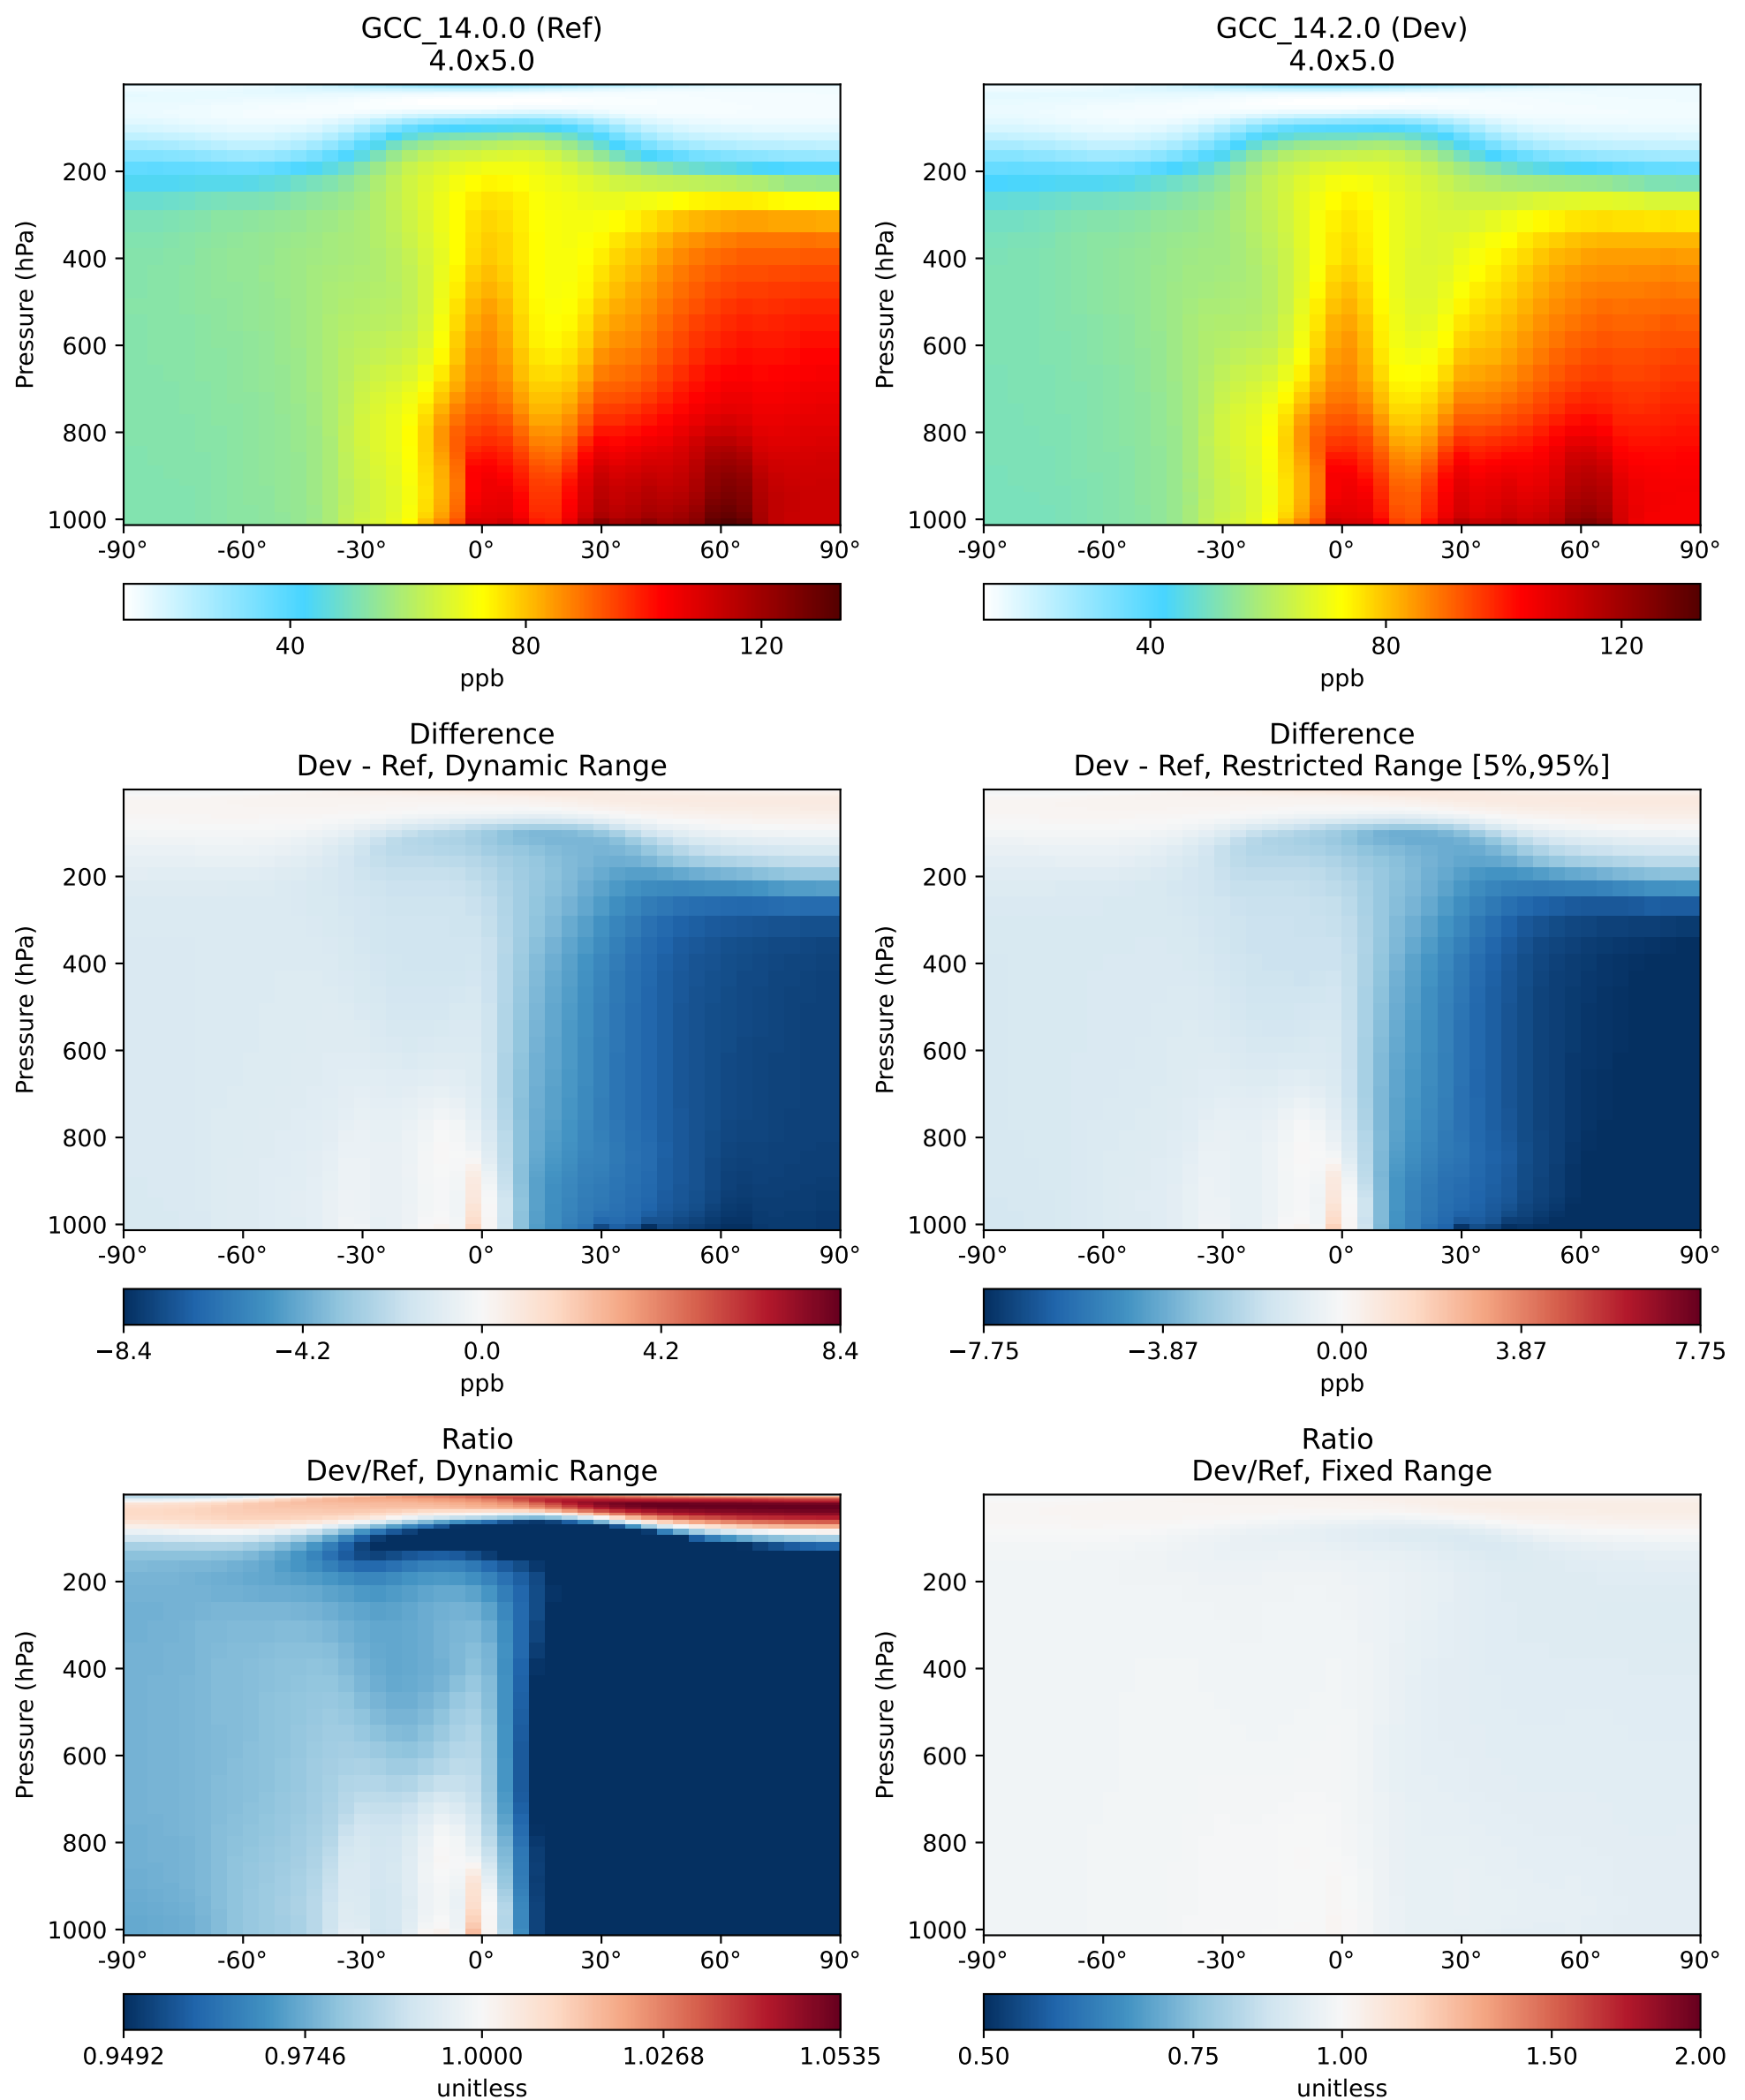 GCC_14.0.0 (Ref)
4.0x5.0
Pressure (hPa)
200
400
600
800
1000
-90° -60° -30° 0° 30° 60° 90°
40 80 120
ppb
GCC_14.2.0 (Dev)
4.0x5.0
Pressure (hPa)
200
400
600
800
1000
-90° -60° -30° 0° 30° 60° 90°
40 80 120
ppb
Difference
Dev - Ref, Dynamic Range
Pressure (hPa)
200
400
600
800
1000
-90° -60° -30° 0° 30° 60° 90°
−8.4 −4.2 0.0 4.2 8.4
ppb
Difference
Dev - Ref, Restricted Range [5%,95%]
Pressure (hPa)
200
400
600
800
1000
-90° -60° -30° 0° 30° 60° 90°
−7.75 −3.87 0.00 3.87 7.75
ppb
Ratio
Dev/Ref, Dynamic Range
Pressure (hPa)
200
400
600
800
1000
-90° -60° -30° 0° 30° 60° 90°
0.9492 0.9746 1.0000 1.0268 1.0535
unitless
Ratio
Dev/Ref, Fixed Range
Pressure (hPa)
200
400
600
800
1000
-90° -60° -30° 0° 30° 60° 90°
0.50 0.75 1.00 1.50 2.00
unitless